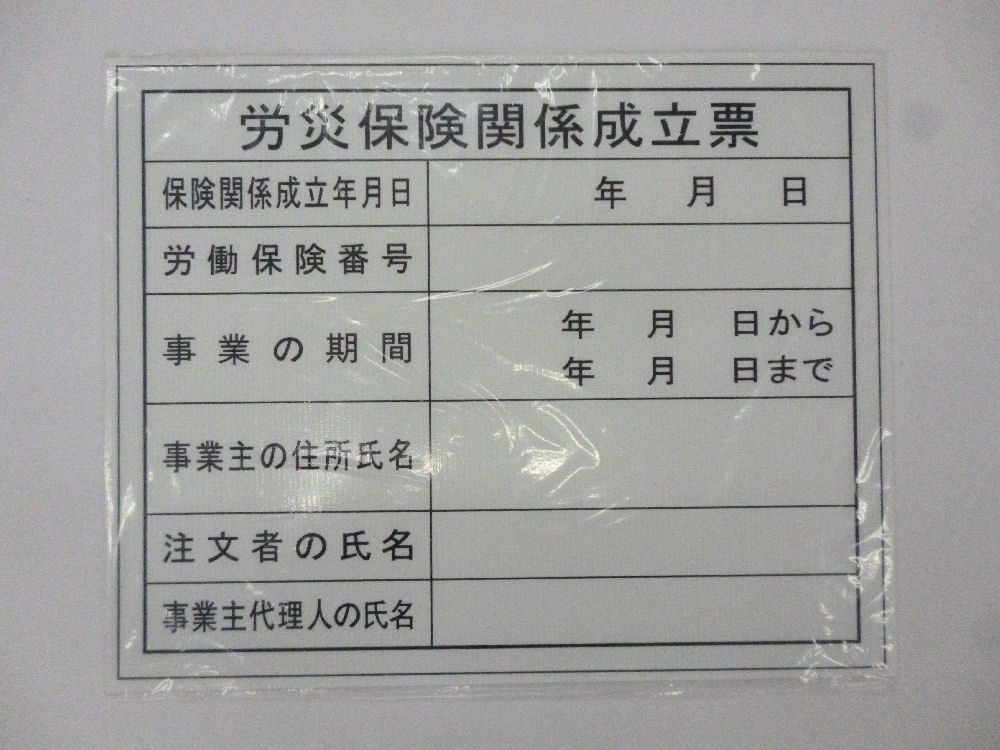 労災保険関係成立票
保険関係成立年月日 年 月 日
労働保険番号
事業の期間 年 月 日から
年 月 日まで
事業主の住所氏名
注文者の氏名
事業主代理人の氏名